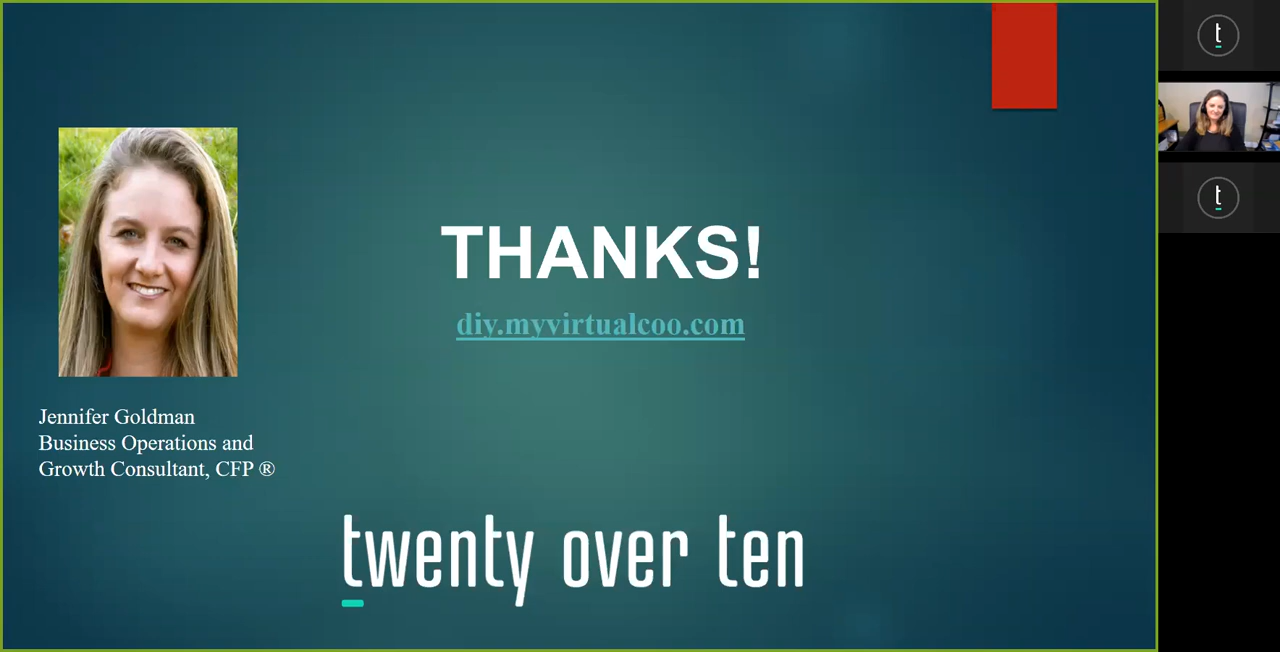 THANKS!
diy.myvirtualcoo.com
Jennifer Goldman
Business Operations and
Growth Consultant, CFP ®
twenty over ten
t
t